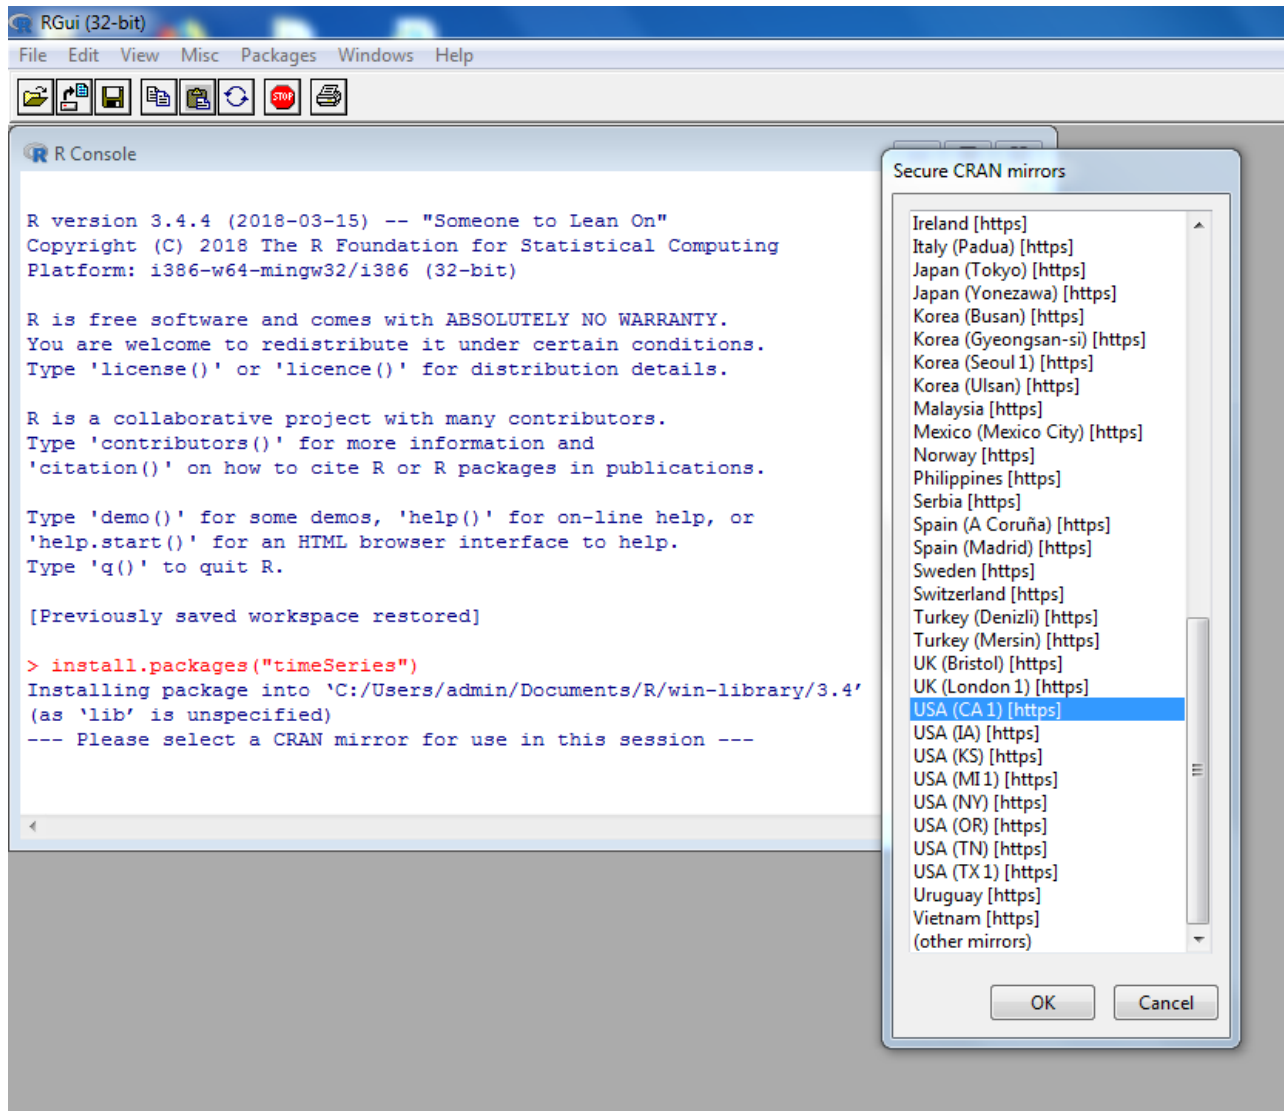 RGui (32-bit)
File Edit View Misc Packages Windows Help
STOP
R Console
R version 3.4.4 (2018-03-15) -- "Someone to Lean On"
Copyright (C) 2018 The R Foundation for Statistical Computing
Platform: i386-w64-mingw32/i386 (32-bit)
R is free software and comes with ABSOLUTELY NO WARRANTY.
You are welcome to redistribute it under certain conditions.
Type 'license()' or 'licence()' for distribution details.
R is a collaborative project with many contributors.
Type 'contributors()' for more information and
'citation()' on how to cite R or R packages in publications.
Type 'demo()' for some demos, 'help()' for on-line help, or
'help.start()' for an HTML browser interface to help.
Type 'q()' to quit R.
[Previously saved workspace restored]
> install.packages("timeSeries")
Installing package into ‘C:/Users/admin/Documents/R/win-library/3.4’
(as ‘lib’ is unspecified)
--- Please select a CRAN mirror for use in this session ---
Secure CRAN mirrors
Ireland [https]
Italy (Padua) [https]
Japan (Tokyo) [https]
Japan (Yonezawa) [https]
Korea (Busan) [https]
Korea (Gyeongsan-si) [https]
Korea (Seoul 1) [https]
Korea (Ulsan) [https]
Malaysia [https]
Mexico (Mexico City) [https]
Norway [https]
Philippines [https]
Serbia [https]
Spain (A Coruña) [https]
Spain (Madrid) [https]
Sweden [https]
Switzerland [https]
Turkey (Denizli) [https]
Turkey (Mersin) [https]
UK (Bristol) [https]
UK (London 1) [https]
USA (CA 1) [https]
USA (IA) [https]
USA (KS) [https]
USA (MI 1) [https]
USA (NY) [https]
USA (OR) [https]
USA (TN) [https]
USA (TX 1) [https]
Uruguay [https]
Vietnam [https]
(other mirrors)
OK Cancel